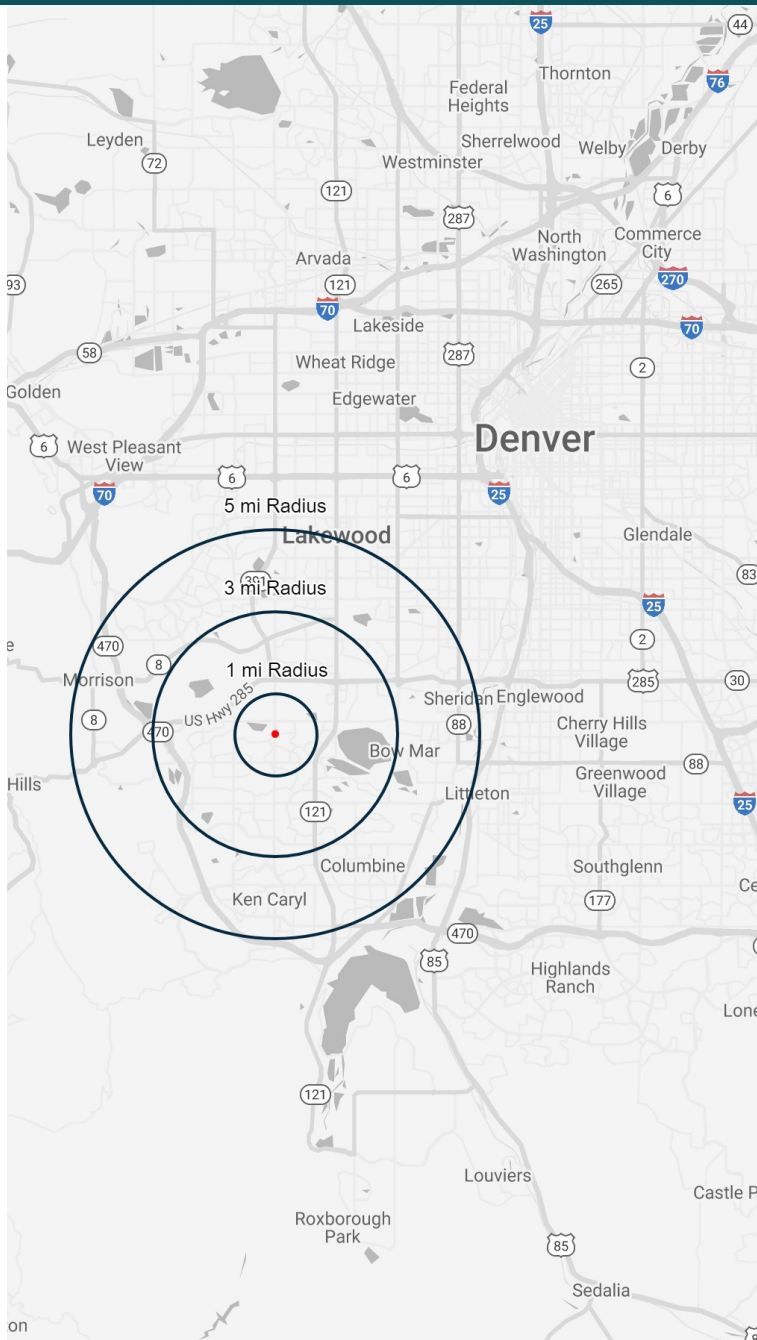 25
44
Thornton
76
Federal
Heights
Leyden
Sherrelwood
Welby
Derby
72
Westminster
121
6
287
North
Washington
Commerce
City
Arvada
93
121
265
270
70
Lakeside
70
58
Wheat Ridge
287
2
Golden
Edgewater
6
West Pleasant
View
Denver
6
6
70
25
5 mi Radius
Lakewood
Glendale
391
83
3 mi Radius
25
470
2
8
1 mi Radius
Morrison
285
30
US Hwy 285
Sheridan
Englewood
8
470
88
Cherry Hills
Village
Bow Mar
88
Hills
Greenwood
Village
Littleton
25
121
Columbine
Southglenn
Ken Caryl
177
470
85
Highlands
Ranch
121
Louviers
Roxborough
Park
85
Sedalia
on